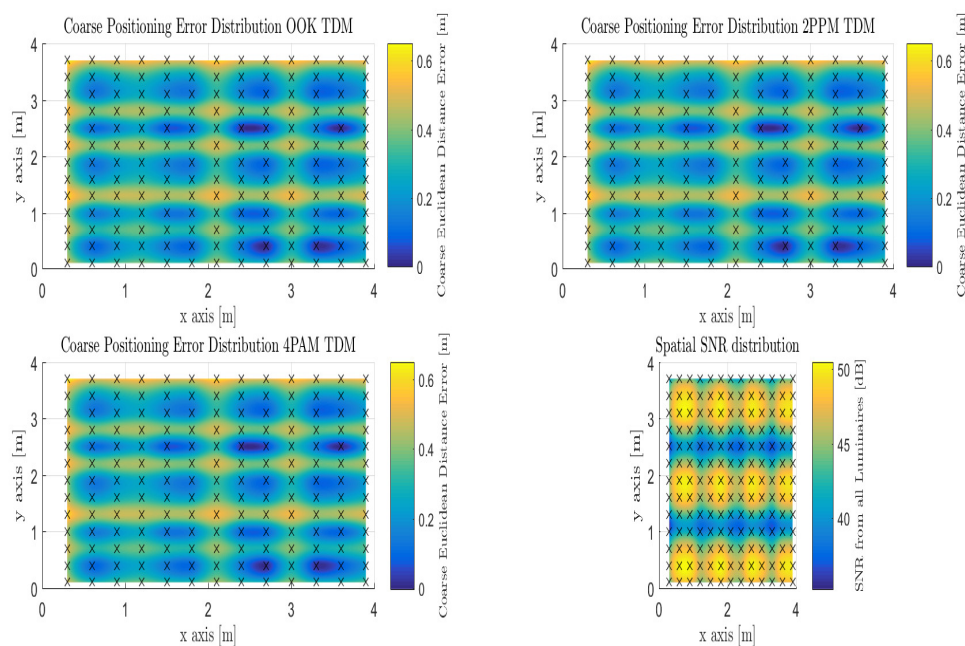 Coarse Positioning Error Distribution OOK TDM
4
3
2
1
0
0 1 2 3 4
y axis [m]
x axis [m]
0.6
0.4
0.2
0
Coarse Euclidean Distance Error [m]
Coarse Positioning Error Distribution 2PPM TDM
4
3
2
1
0
0 1 2 3 4
y axis [m]
x axis [m]
0.6
0.4
0.2
0
Coarse Euclidean Distance Error [m]
Coarse Positioning Error Distribution 4PAM TDM
4
3
2
1
0
0 1 2 3 4
y axis [m]
x axis [m]
0.6
0.4
0.2
0
Coarse Euclidean Distance Error [m]
Spatial SNR distribution
4
3
2
1
0
0 2 4
y axis [m]
x axis [m]
50
45
40
SNR from all Luminaires [dB]